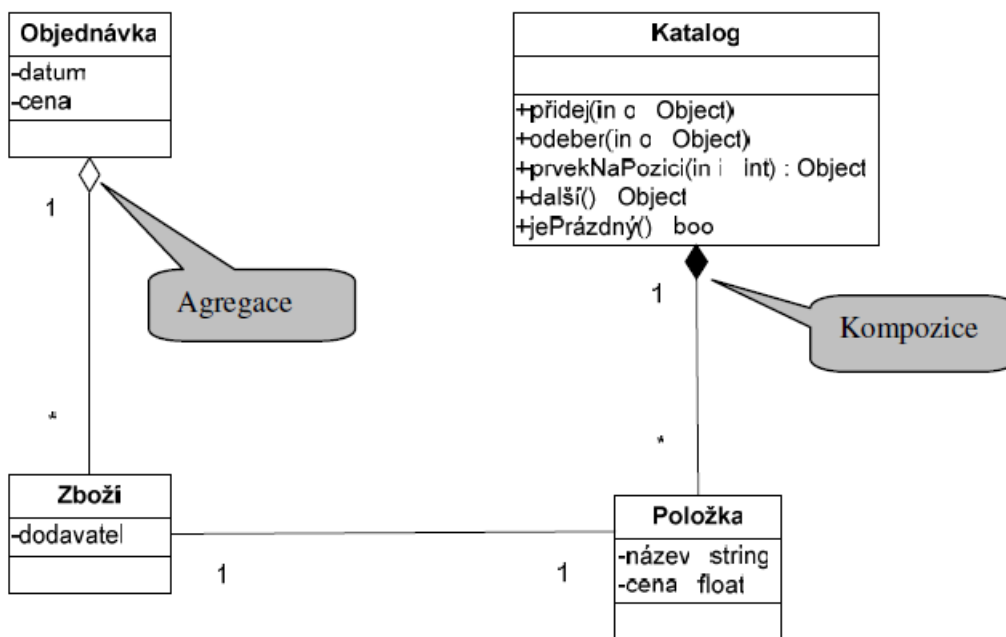 Objednávka
-datum
-cena
1
Agregace
*
Zboží
-dodavatel
1
Katalog
+přidej(in o Object)
+odeber(in o Object)
+prvekNaPozici(in i int) : Object
+další() Object
+jePrázdný() boo
1
Kompozice
*
Položka
-název string
-cena float
1